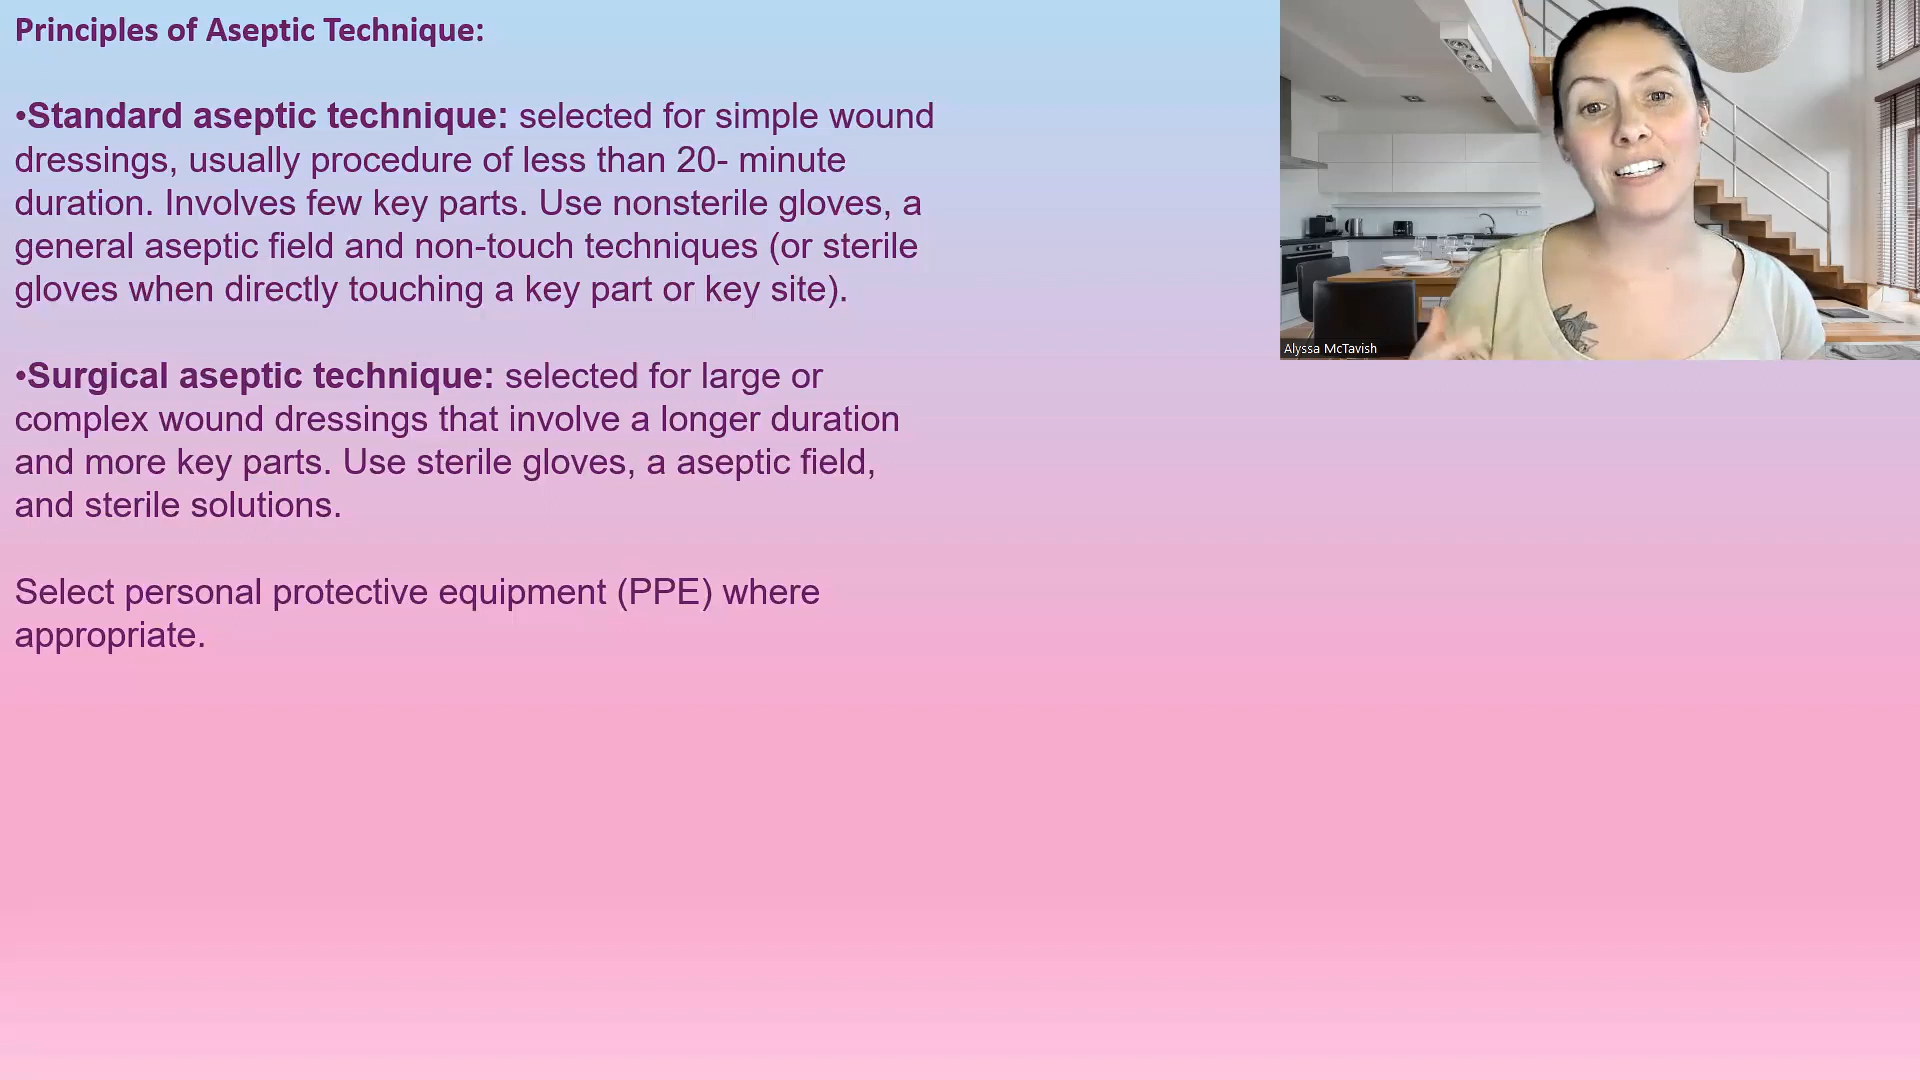 Principles of Aseptic Technique:
•Standard aseptic technique: selected for simple wound
dressings, usually procedure of less than 20- minute
duration. Involves few key parts. Use nonsterile gloves, a
general aseptic field and non-touch techniques (or sterile
gloves when directly touching a key part or key site).
•Surgical aseptic technique: selected for large or
complex wound dressings that involve a longer duration
and more key parts. Use sterile gloves, a aseptic field,
and sterile solutions.
Select personal protective equipment (PPE) where
appropriate.
Alyssa McTavish